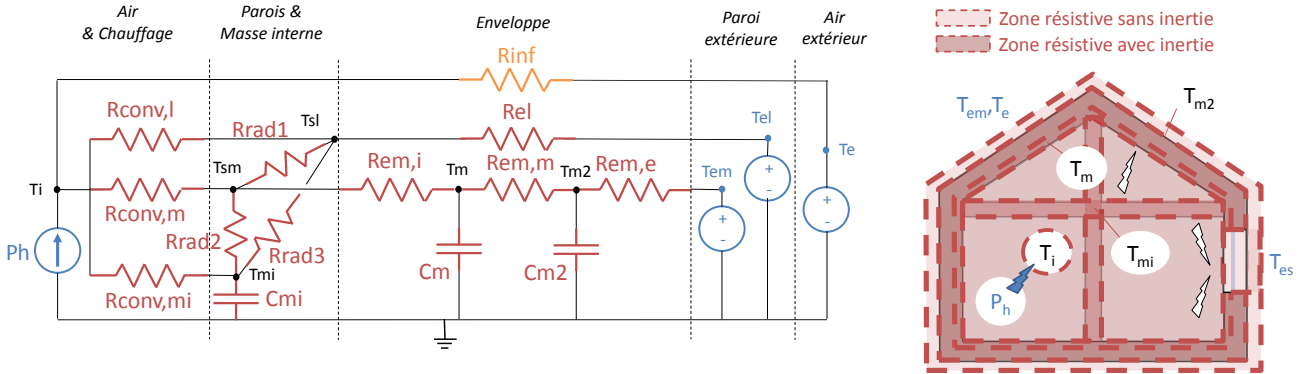 Air
& Chauffage
Parois &
Masse interne
Enveloppe
Paroi
extérieure
Air
extérieur
Rinf
Rconv,l
Rrad1
Tsl
Rel
Tel
Te
Ti
Rconv,m
Tsm
Rem,i
Tm
Rem,m
Tm2
Rem,e
Tem
Ph
Rrad2
Rrad3
Tmi
Rconv,mi
Cmi
Cm
Cm2
+
-
+
-
+
-
Zone résistive sans inertie
Zone résistive avec inertie
Tem,Te
Tm2
Tm
Ti
Tmi
Tes
Ph